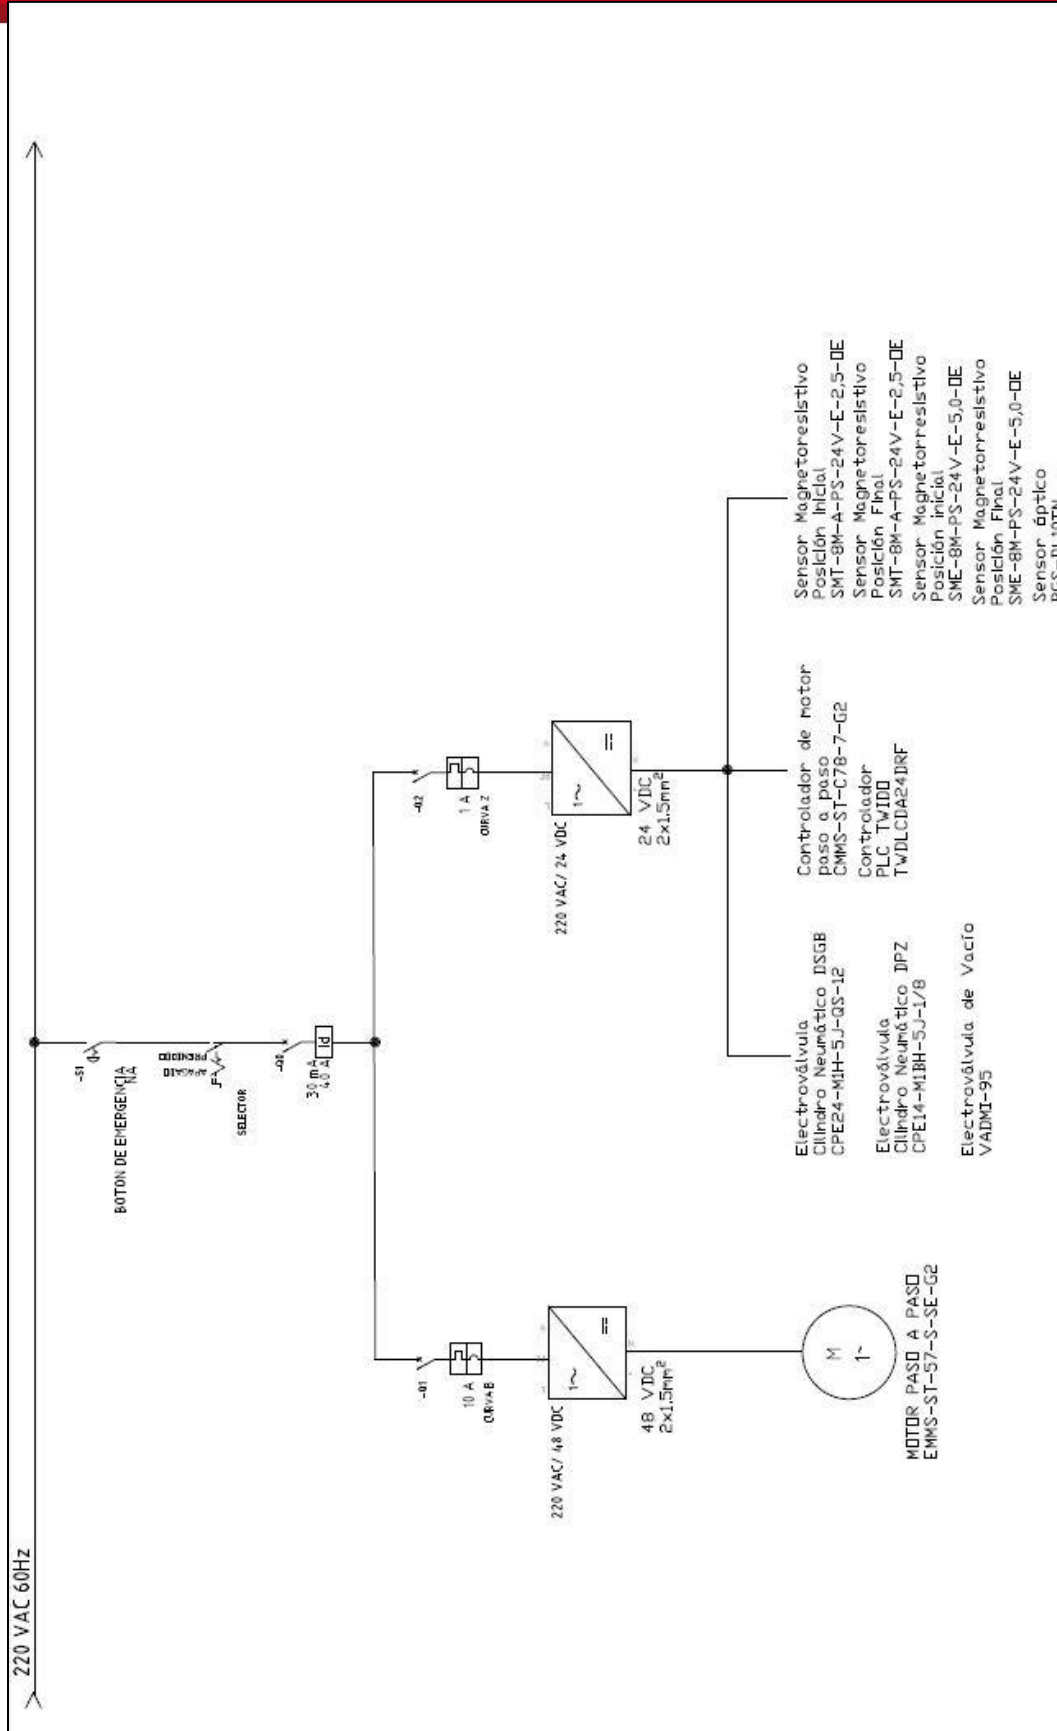 220 VAC 60Hz
-S1
BOTON DE EMERGENCIA
NA
APAGADO
PRENDIDO
SELECTOR
-Q0
30 mA
40 A
Id
-Q1
10 A
CURVA B
220 VAC/ 48 VDC
1~
48 VDC
2x1.5mm²
M
1~
MOTOR PASO A PASO
EMMS-ST-57-S-SE-G2
-Q2
1 A
CURVA Z
220 VAC/ 24 VDC
1~
24 VDC
2x1.5mm²
Electroválvula
Cilindro Neumático DSGB
CPE24-M1H-5J-QS-12
Electroválvula
Cilindro Neumático DPZ
CPE14-M1BH-5J-1/8
Electroválvula de Vacío
VADMI-95
Controlador de motor
paso a paso
CMMS-ST-C78-7-G2
Controlador
PLC TWIDO
TWDLCDA24DRF
Sensor Magnetoresistivo
Posición Inicial
SMT-8M-A-PS-24V-E-2,5-OE
Sensor Magnetoresistivo
Posición Final
SMT-8M-A-PS-24V-E-2,5-OE
Sensor Magnetorresistivo
Posición inicial
SME-8M-PS-24V-E-5,0-OE
Sensor Magnetorresistivo
Posición Final
SME-8M-PS-24V-E-5,0-OE
Sensor óptico